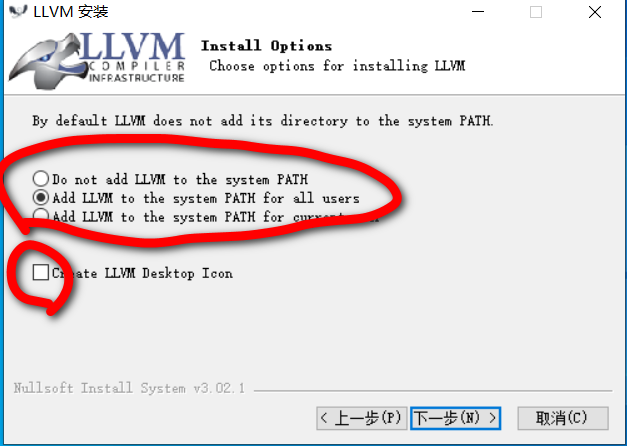 LLVM 安装
LLVM
COMPILER
INFRASTRUCTURE
Install Options
Choose options for installing LLVM
By default LLVM does not add its directory to the system PATH.
Do not add LLVM to the system PATH
Add LLVM to the system PATH for all users
Add LLVM to the system PATH for current
Create LLVM Desktop Icon
Nullsoft Install System v3.02.1
< 上一步(P)
下一步(N) >
取消(C)